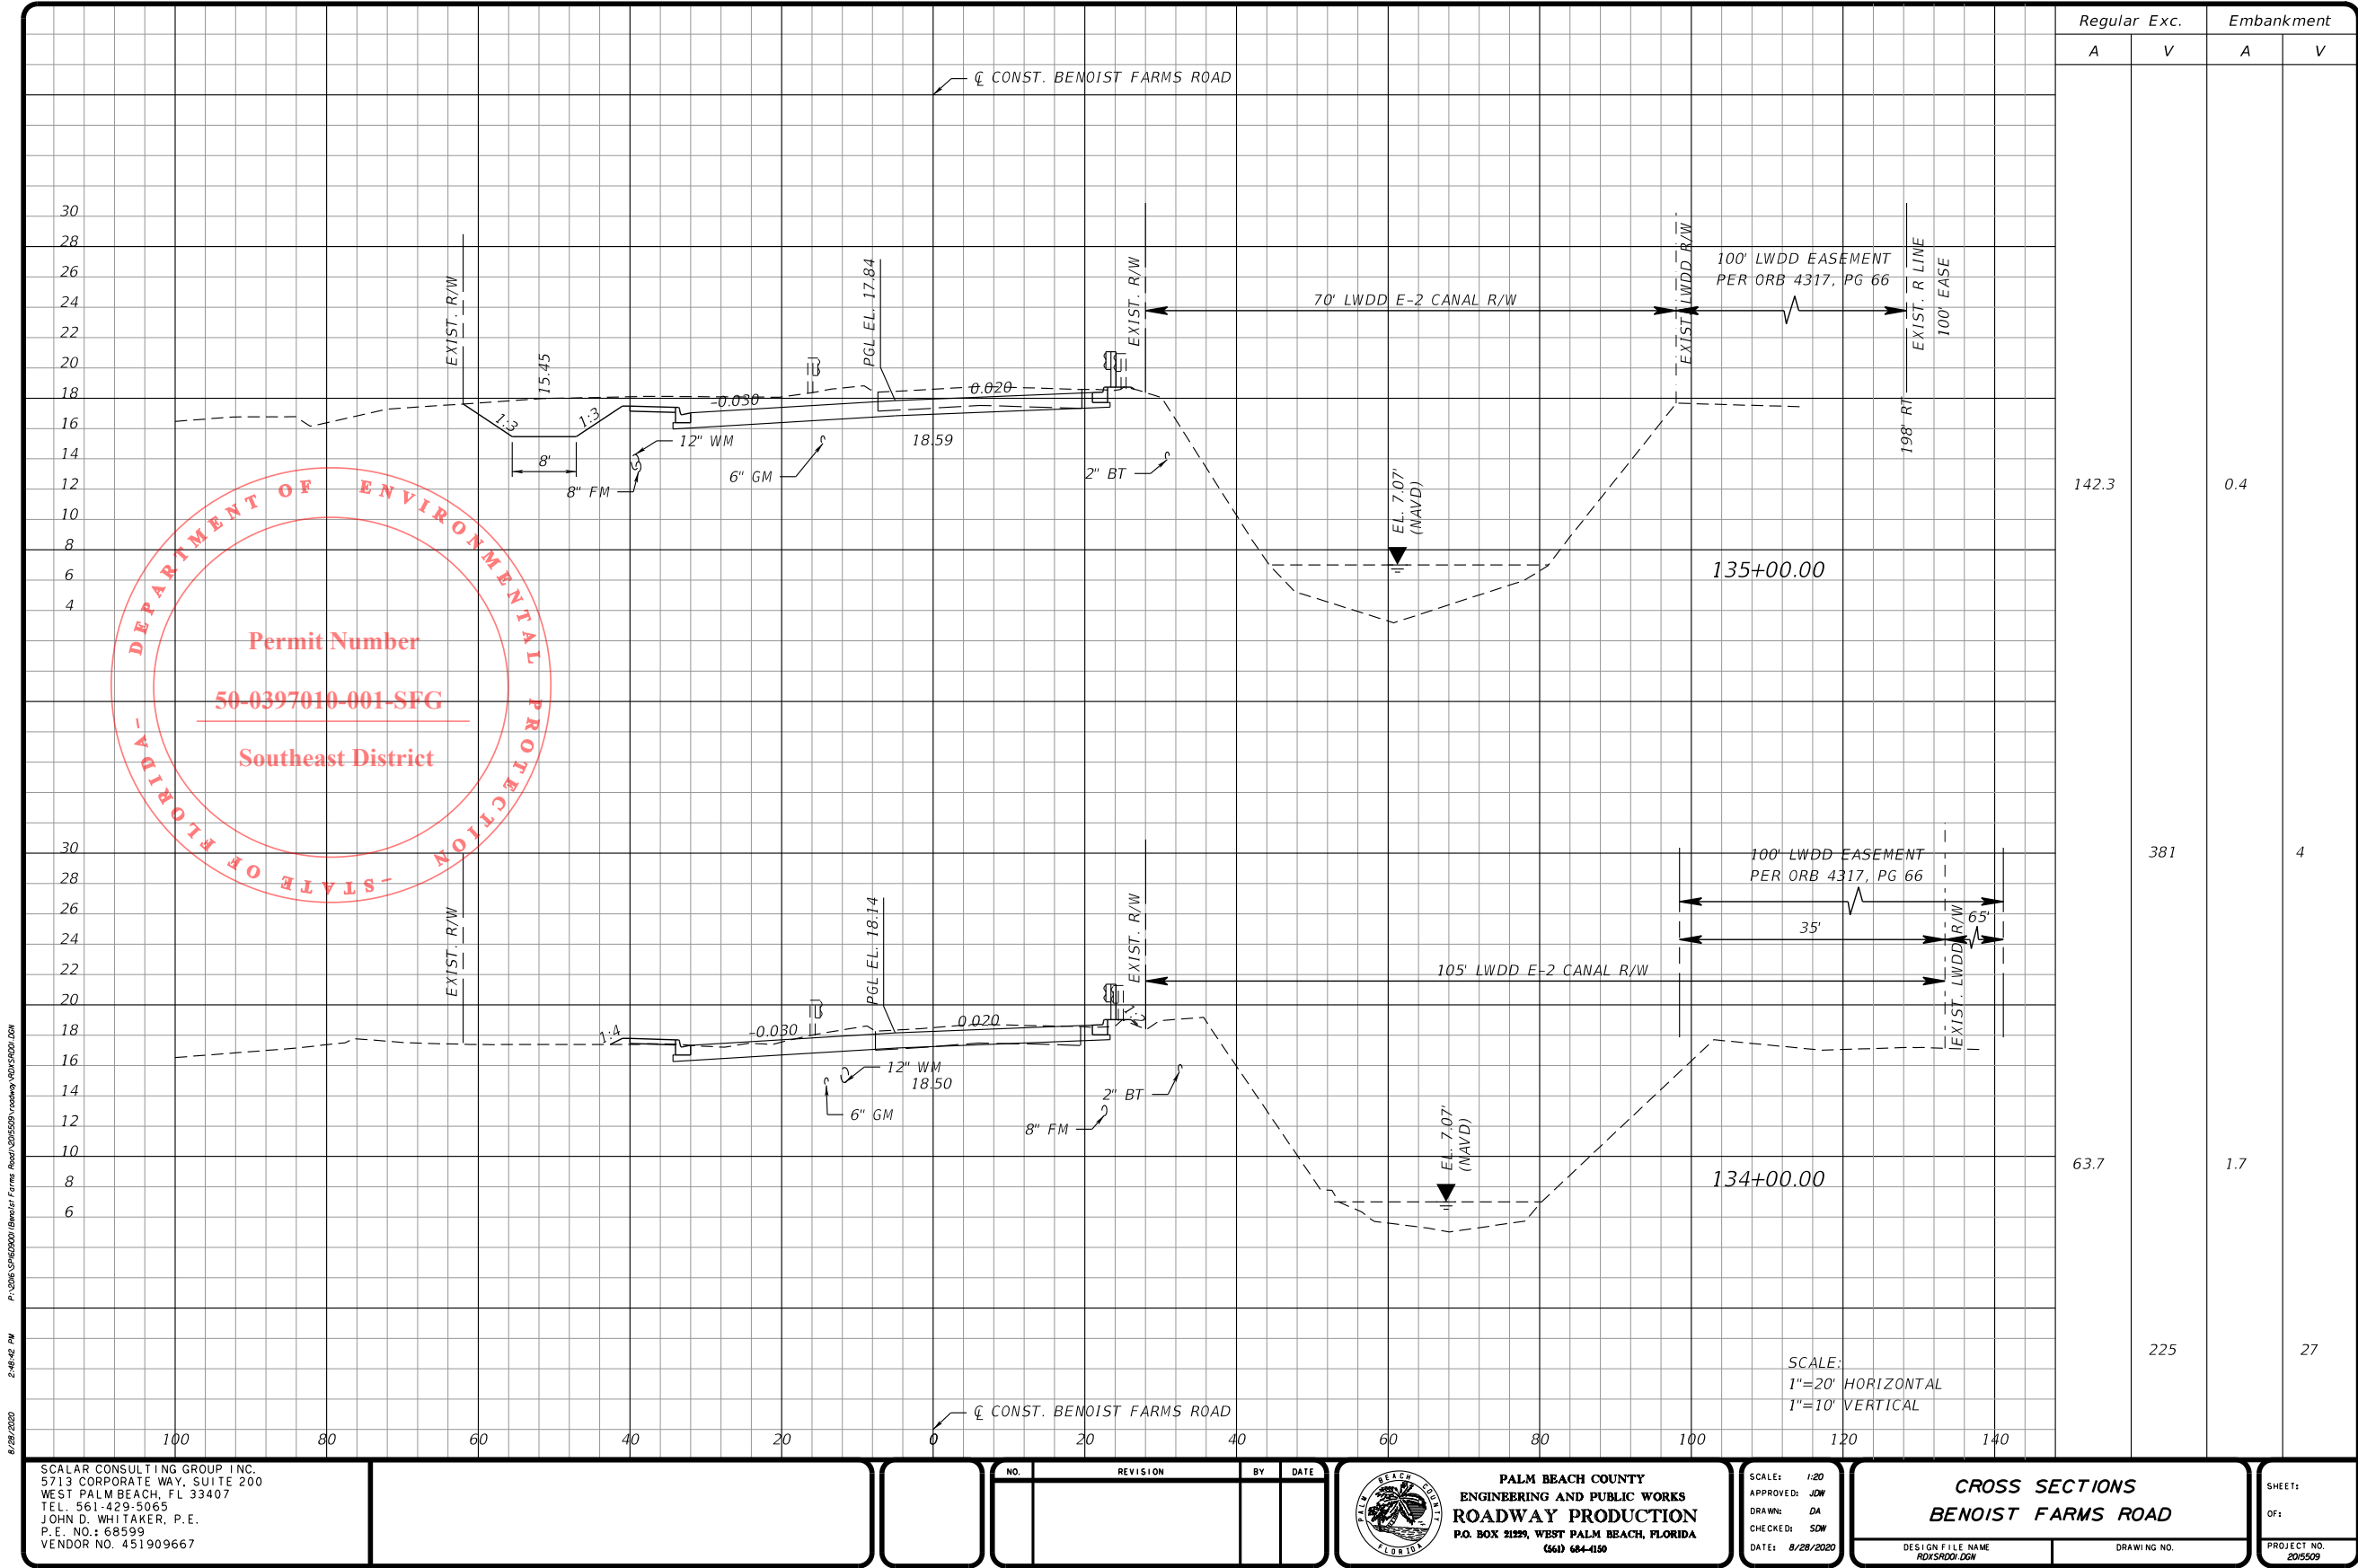 Regular Exc.
Embankment
A
V
A
V
℄ CONST. BENOIST FARMS ROAD
30
28
26
24
22
20
18
16
14
12
10
8
6
4
EXIST. R/W
15.45
1:3
1:3
8'
12" WM
8" FM
6" GM
-0.030
PGL EL. 17.84
0.020
18.59
2" BT
EXIST. R/W
70' LWDD E-2 CANAL R/W
EL. 7.07'
(NAVD)
EXIST. LWDD R/W
100' LWDD EASEMENT
PER ORB 4317, PG 66
EXIST. R LINE
100' EASE
198' RT
135+00.00
142.3
0.4
DEPARTMENT OF ENVIRONMENTAL PROTECTION
-STATE OF FLORIDA-
Permit Number
50-0397010-001-SFG
Southeast District
381
4
30
28
26
24
22
20
18
16
14
12
10
8
6
EXIST. R/W
1:4
-0.030
PGL EL. 18.14
0.020
12" WM
18.50
6" GM
2" BT
8" FM
EXIST. R/W
105' LWDD E-2 CANAL R/W
EL. 7.07'
(NAVD)
100' LWDD EASEMENT
PER ORB 4317, PG 66
35'
65'
EXIST. LWDD R/W
134+00.00
63.7
1.7
225
27
SCALE:
1"=20' HORIZONTAL
1"=10' VERTICAL
℄ CONST. BENOIST FARMS ROAD
100
80
60
40
20
0
20
40
60
80
100
120
140
8/28/2020
2:48:42 PM
SCALAR CONSULTING GROUP INC.
5713 CORPORATE WAY, SUITE 200
WEST PALM BEACH, FL 33407
TEL. 561-429-5065
JOHN D. WHITAKER, P.E.
P.E. NO.: 68599
VENDOR NO. 451909667
NO.
REVISION
BY
DATE
PALM BEACH COUNTY
FLORIDA
PALM BEACH COUNTY
ENGINEERING AND PUBLIC WORKS
ROADWAY PRODUCTION
P.O. BOX 21229, WEST PALM BEACH, FLORIDA
(561) 684-4150
SCALE: 1:20
APPROVED: JDW
DRAWN: DA
CHECKED: SDW
DATE: 8/28/2020
CROSS SECTIONS
BENOIST FARMS ROAD
DESIGN FILE NAME
RDXSRD01.DGN
DRAWING NO.
SHEET:
OF:
PROJECT NO.
2015509